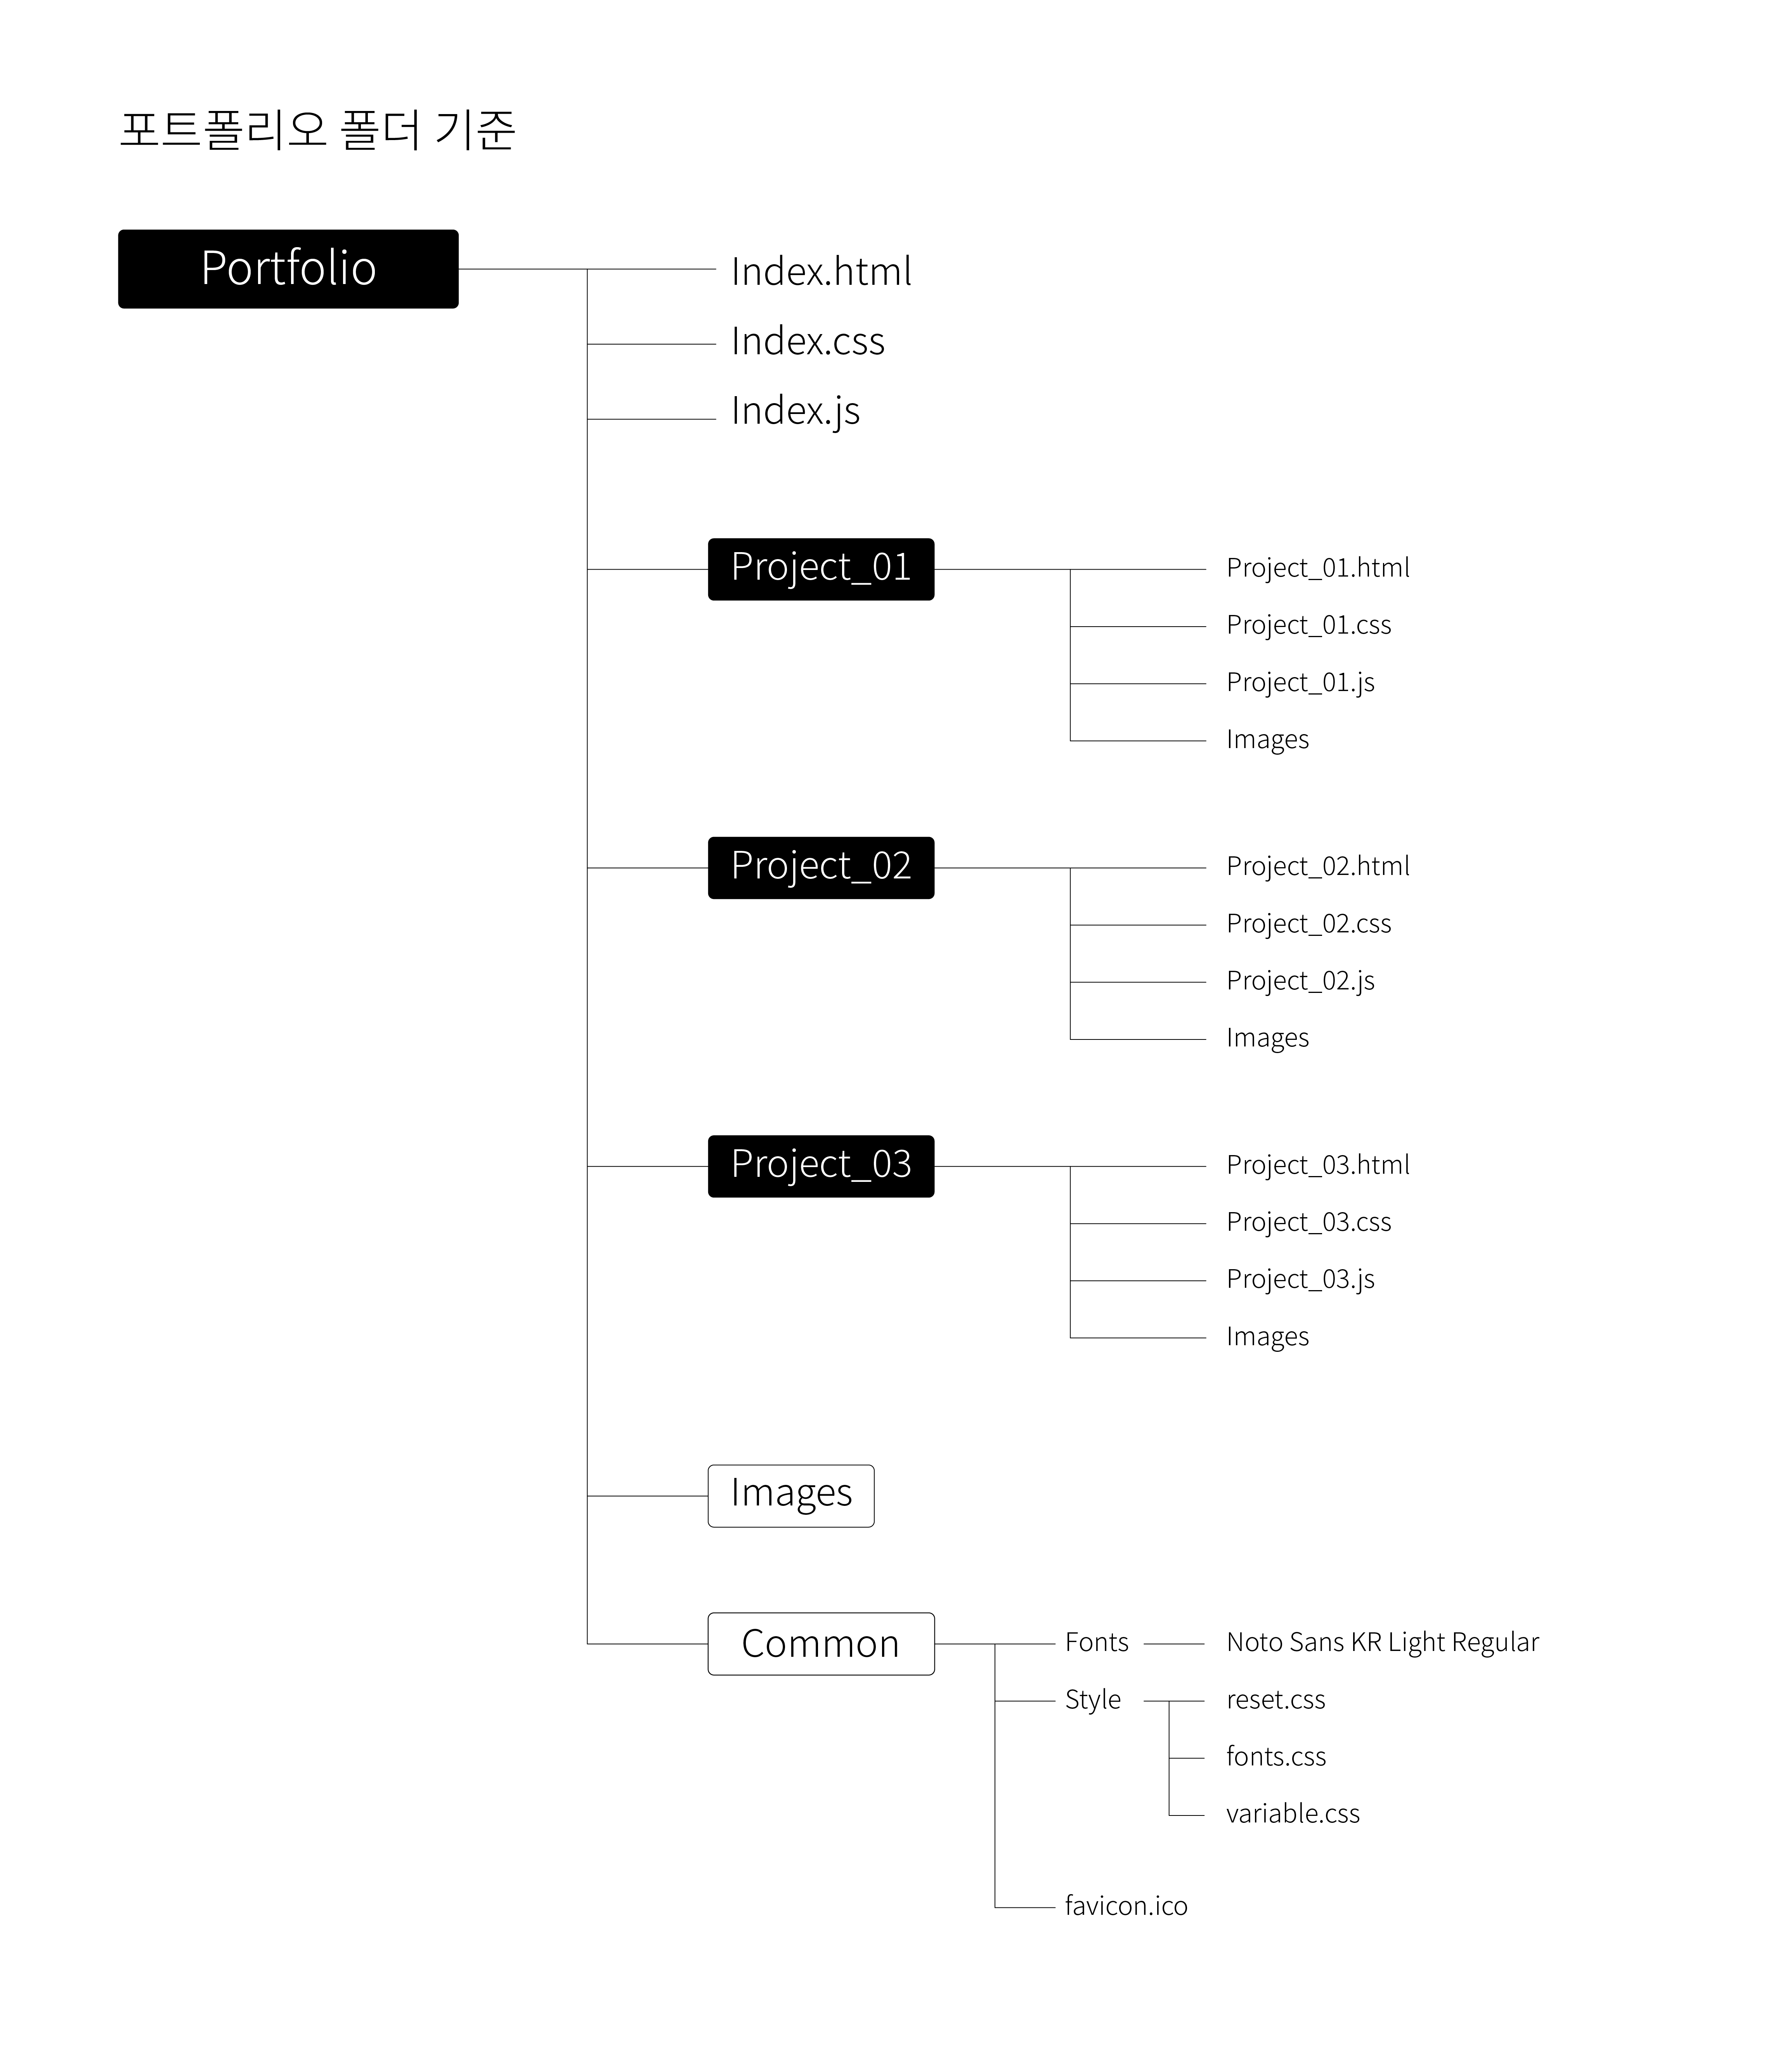 포트폴리오 폴더 기준
Portfolio
Index.html
Index.css
Index.js
Project_01
Project_01.html
Project_01.css
Project_01.js
Images
Project_02
Project_02.html
Project_02.css
Project_02.js
Images
Project_03
Project_03.html
Project_03.css
Project_03.js
Images
Images
Common
Fonts
Noto Sans KR Light Regular
Style
reset.css
fonts.css
variable.css
favicon.ico